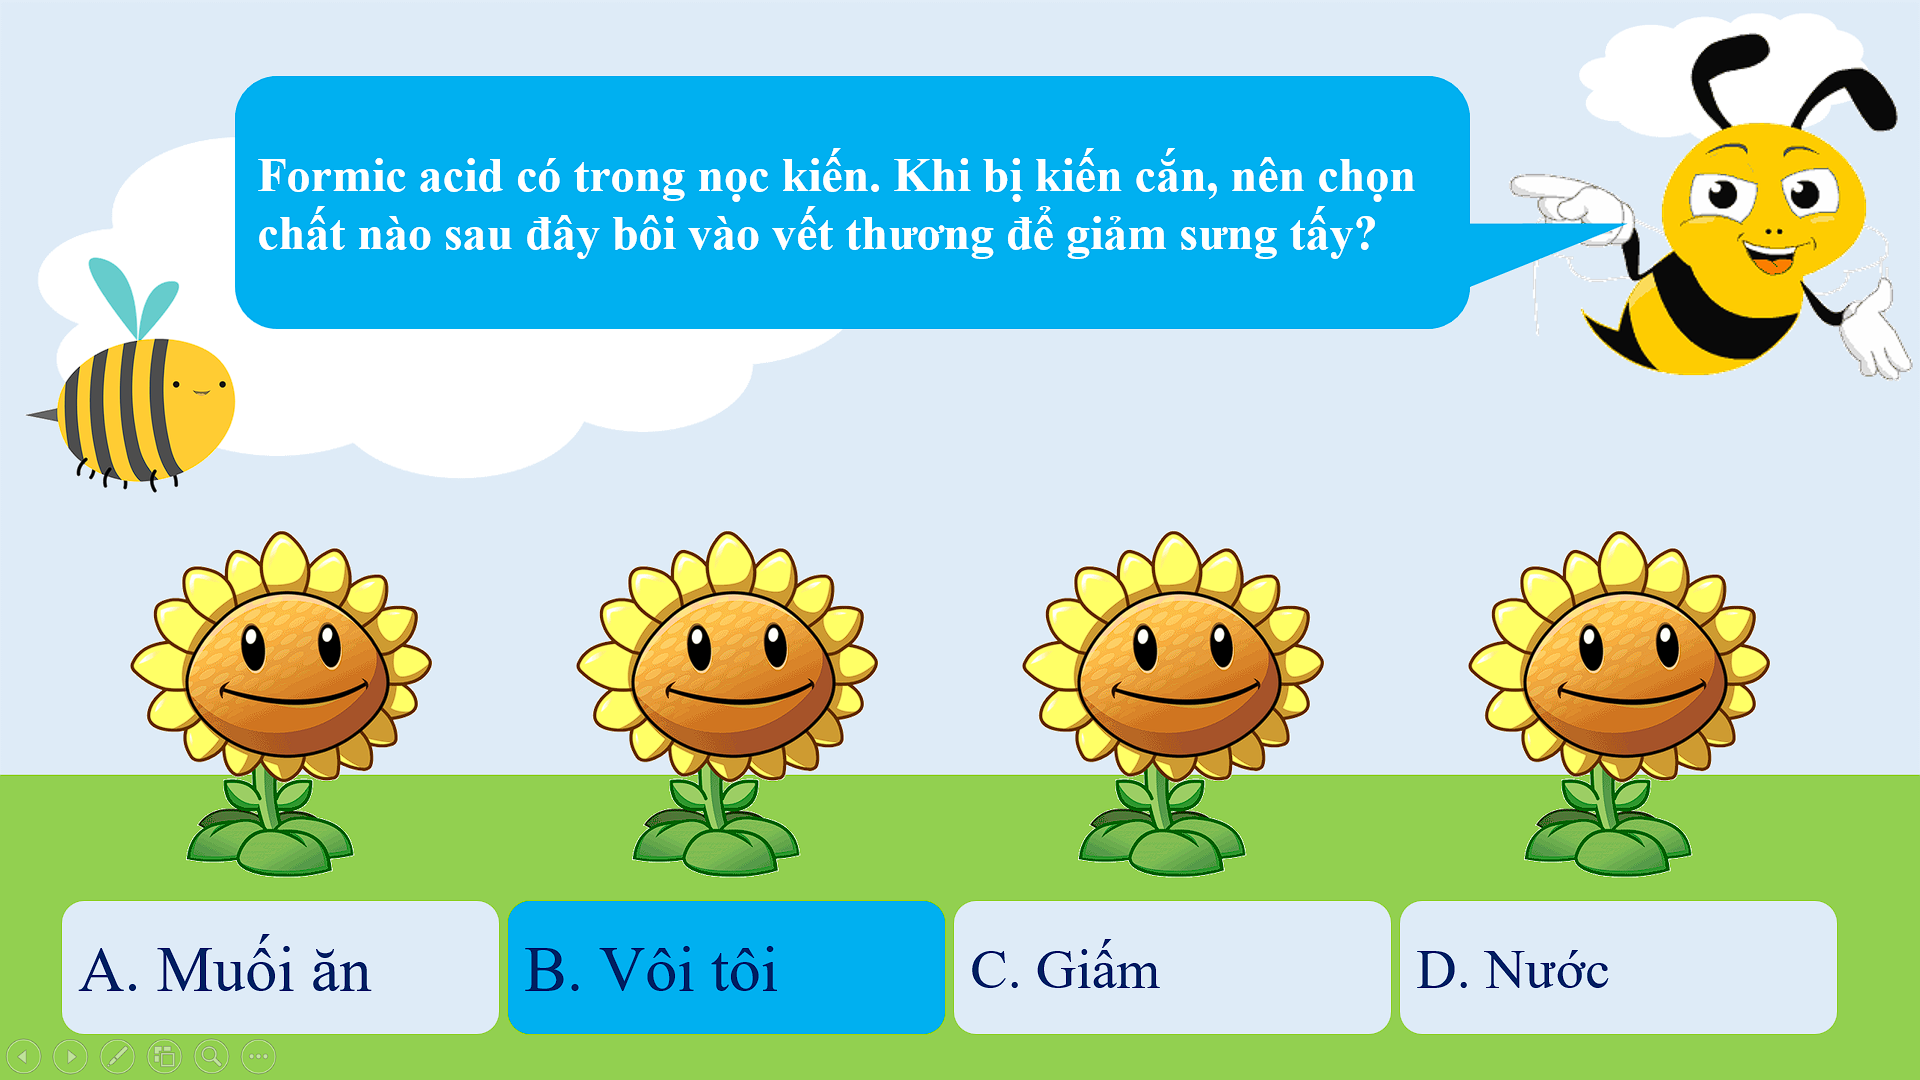 Formic acid có trong nọc kiến. Khi bị kiến cắn, nên chọn
chất nào sau đây bôi vào vết thương để giảm sưng tấy?
A. Muối ăn
B. Vôi tôi
C. Giấm
D. Nước